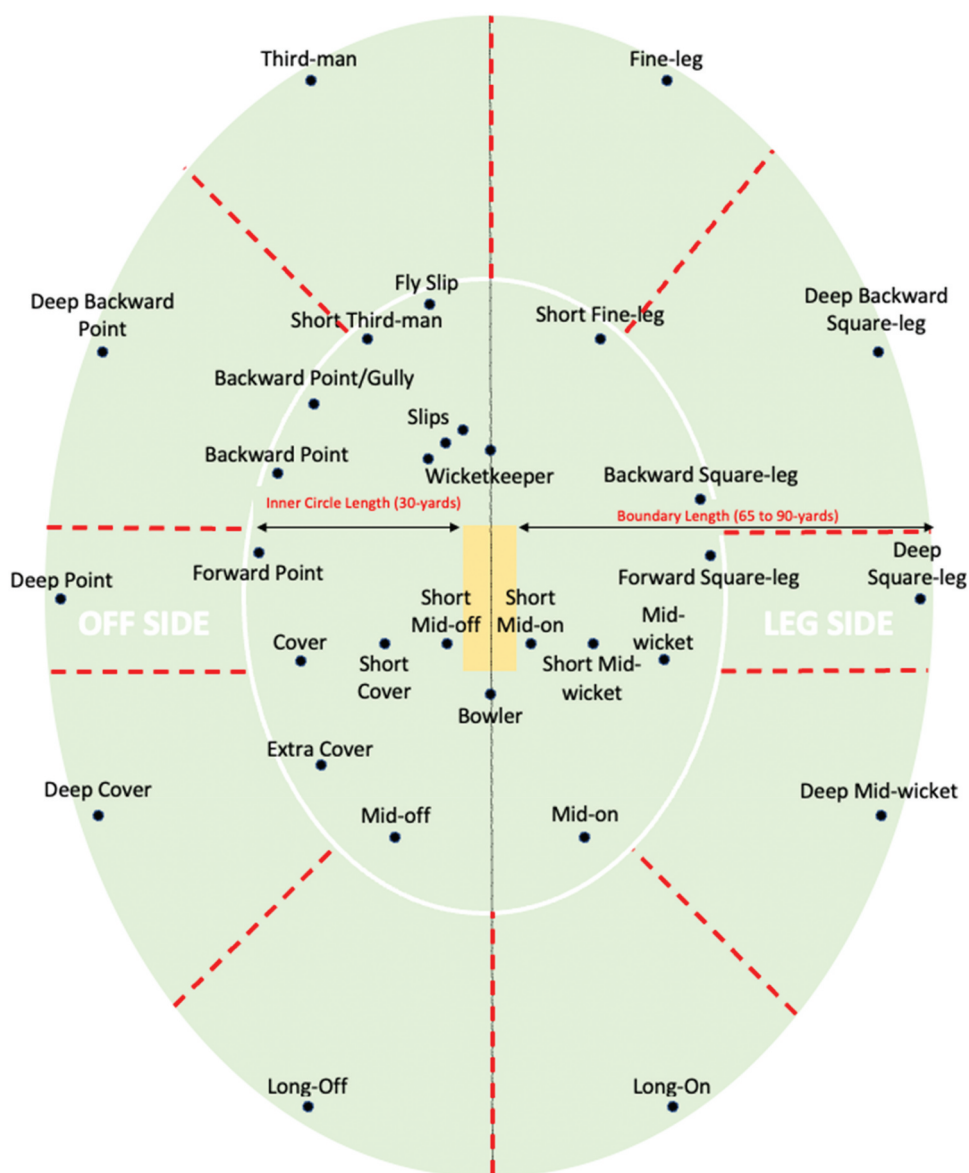 Third-man
Fine-leg
Fly Slip
Deep Backward
Point
Short Third-man
Short Fine-leg
Deep Backward
Square-leg
Backward Point/Gully
Slips
Backward Point
Wicketkeeper
Backward Square-leg
Inner Circle Length (30-yards)
Boundary Length (65 to 90-yards)
Deep Point
Forward Point
Forward Square-leg
Deep
Square-leg
OFF SIDE
Short
Mid-off
Short
Mid-on
Mid-
wicket
LEG SIDE
Cover
Short
Cover
Short Mid-
wicket
Bowler
Extra Cover
Deep Cover
Deep Mid-wicket
Mid-off
Mid-on
Long-Off
Long-On